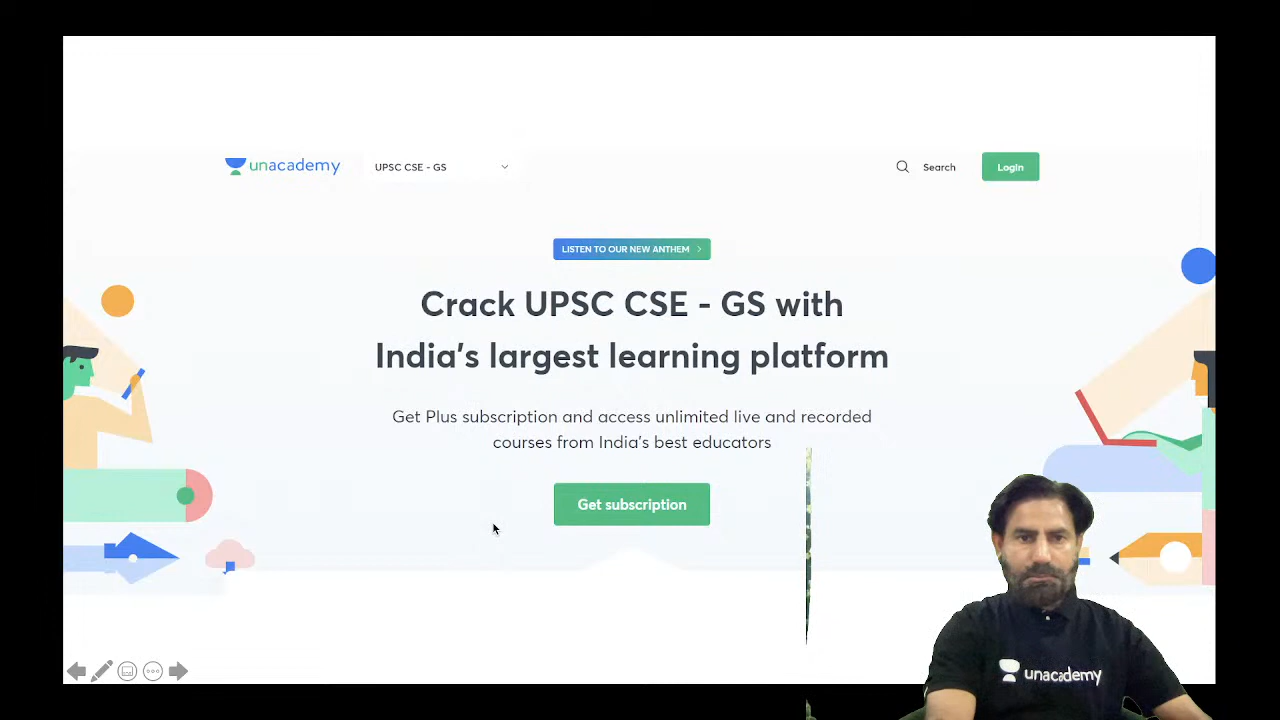 unacademy
UPSC CSE - GS
Search
Login
LISTEN TO OUR NEW ANTHEM
Crack UPSC CSE - GS with
India's largest learning platform
Get Plus subscription and access unlimited live and recorded
courses from India's best educators
Get subscription
unacademy